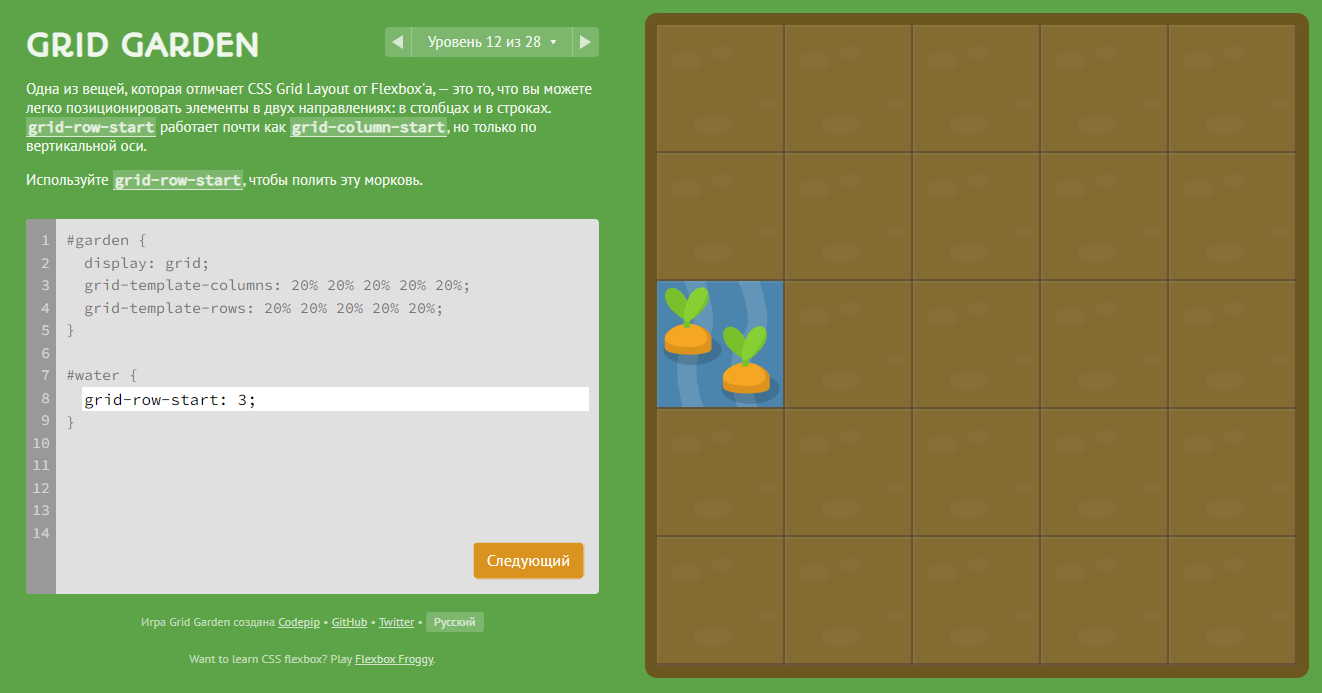 GRID GARDEN
◀ Уровень 12 из 28 ▾ ▶
Одна из вещей, которая отличает CSS Grid Layout от Flexbox'а, — это то, что вы можете
легко позиционировать элементы в двух направлениях: в столбцах и в строках.
grid-row-start работает почти как grid-column-start, но только по
вертикальной оси.
Используйте grid-row-start, чтобы полить эту морковь.
1 #garden {
2 display: grid;
3 grid-template-columns: 20% 20% 20% 20% 20%;
4 grid-template-rows: 20% 20% 20% 20% 20%;
5 }
6
7 #water {
8 grid-row-start: 3;
9 }
10
11
12
13
14
Следующий
Игра Grid Garden создана Codepip • GitHub • Twitter • Русский
Want to learn CSS flexbox? Play Flexbox Froggy.